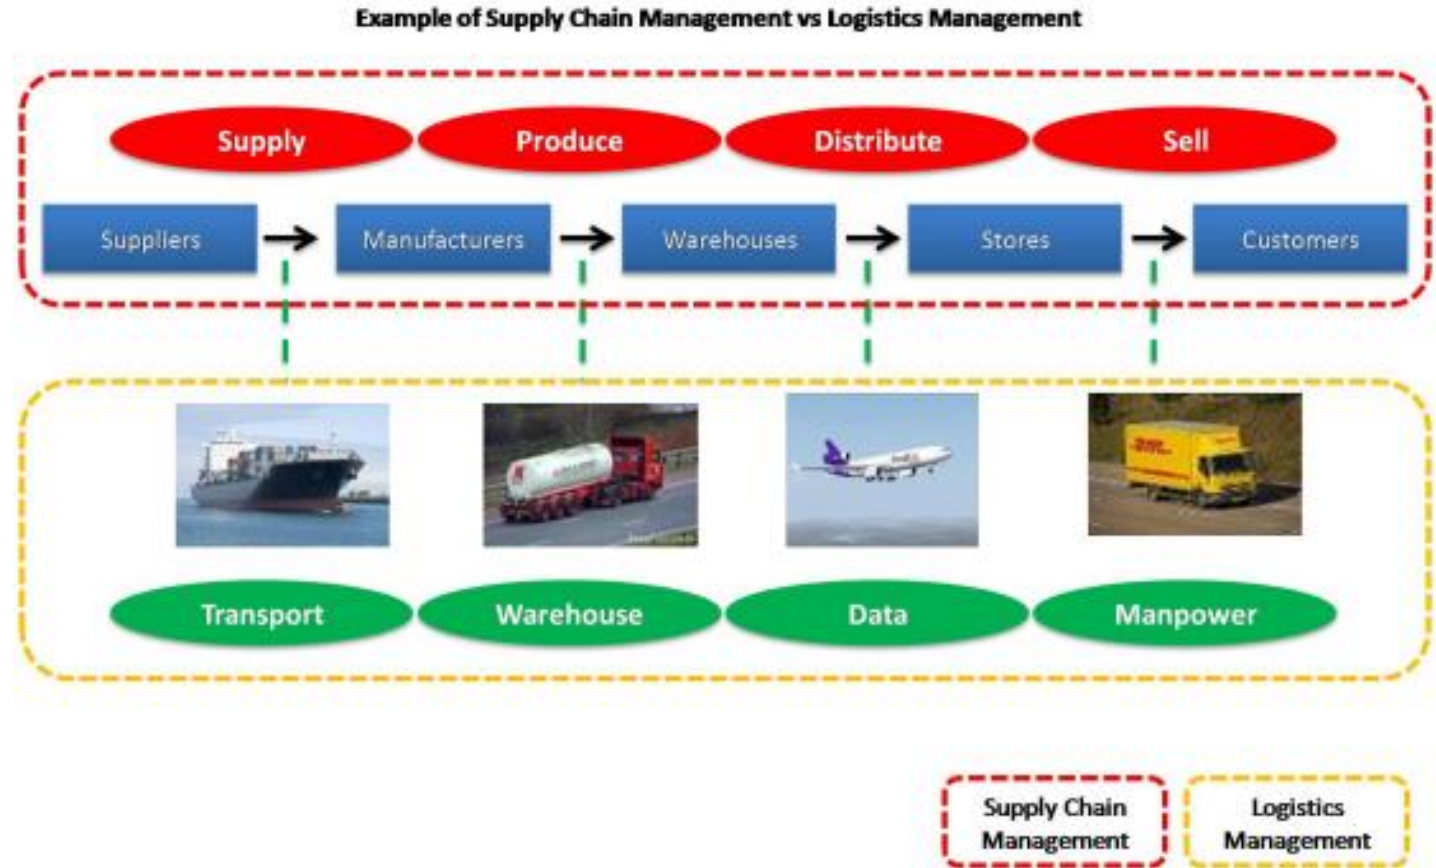 Example of Supply Chain Management vs Logistics Management
Supply
Produce
Distribute
Sell
Suppliers
Manufacturers
Warehouses
Stores
Customers
Transport
Warehouse
Data
Manpower
Supply Chain
Management
Logistics
Management